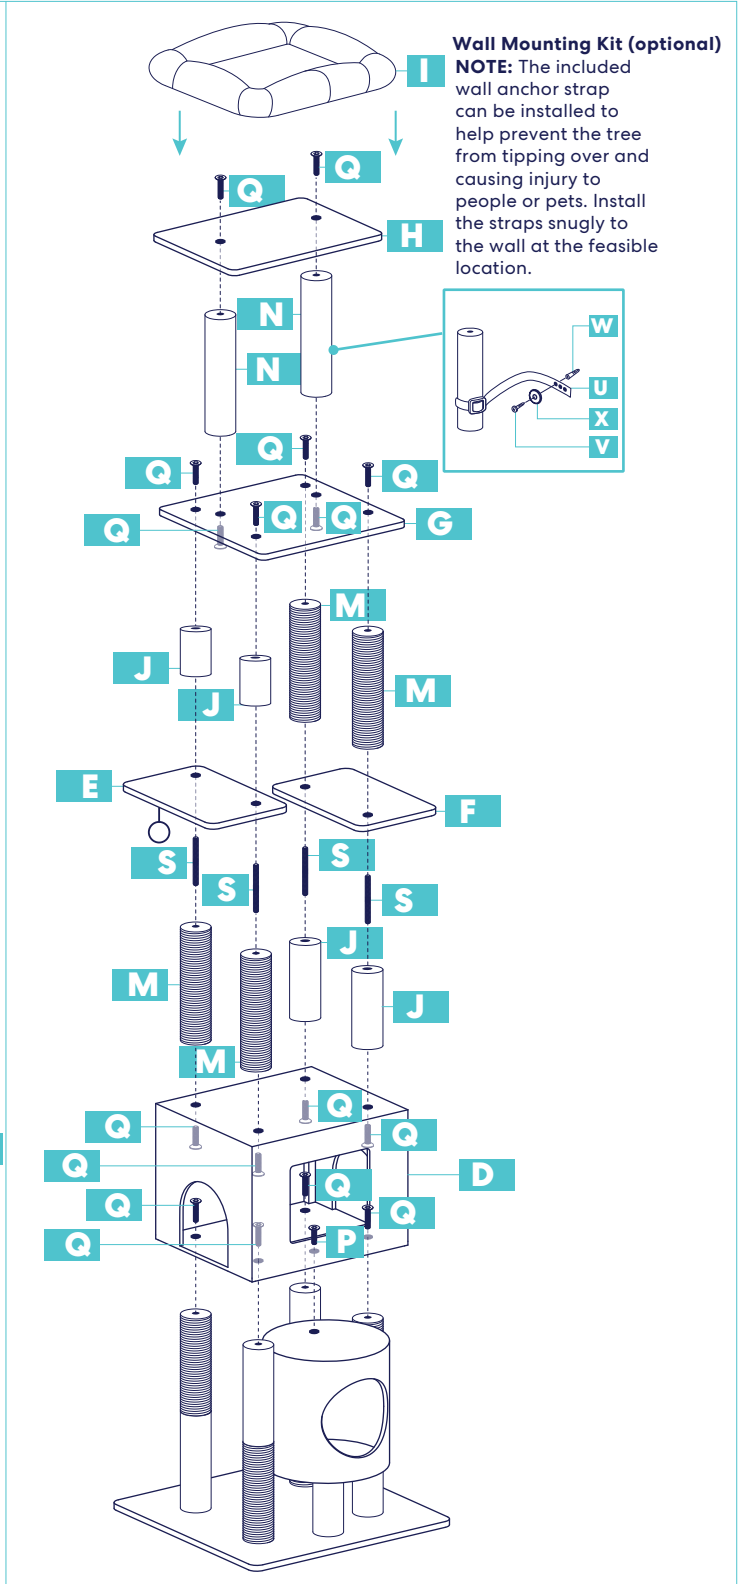 Wall Mounting Kit (optional)
NOTE: The included
wall anchor strap
can be installed to
help prevent the tree
from tipping over and
causing injury to
people or pets. Install
the straps snugly to
the wall at the feasible
location.
I
Q
Q
H
N
N
W
U
X
V
Q
Q
Q
Q
Q
Q
G
M
J
M
J
E
F
S
S
S
S
J
M
J
M
Q
Q
Q
Q
D
Q
Q
Q
Q
P